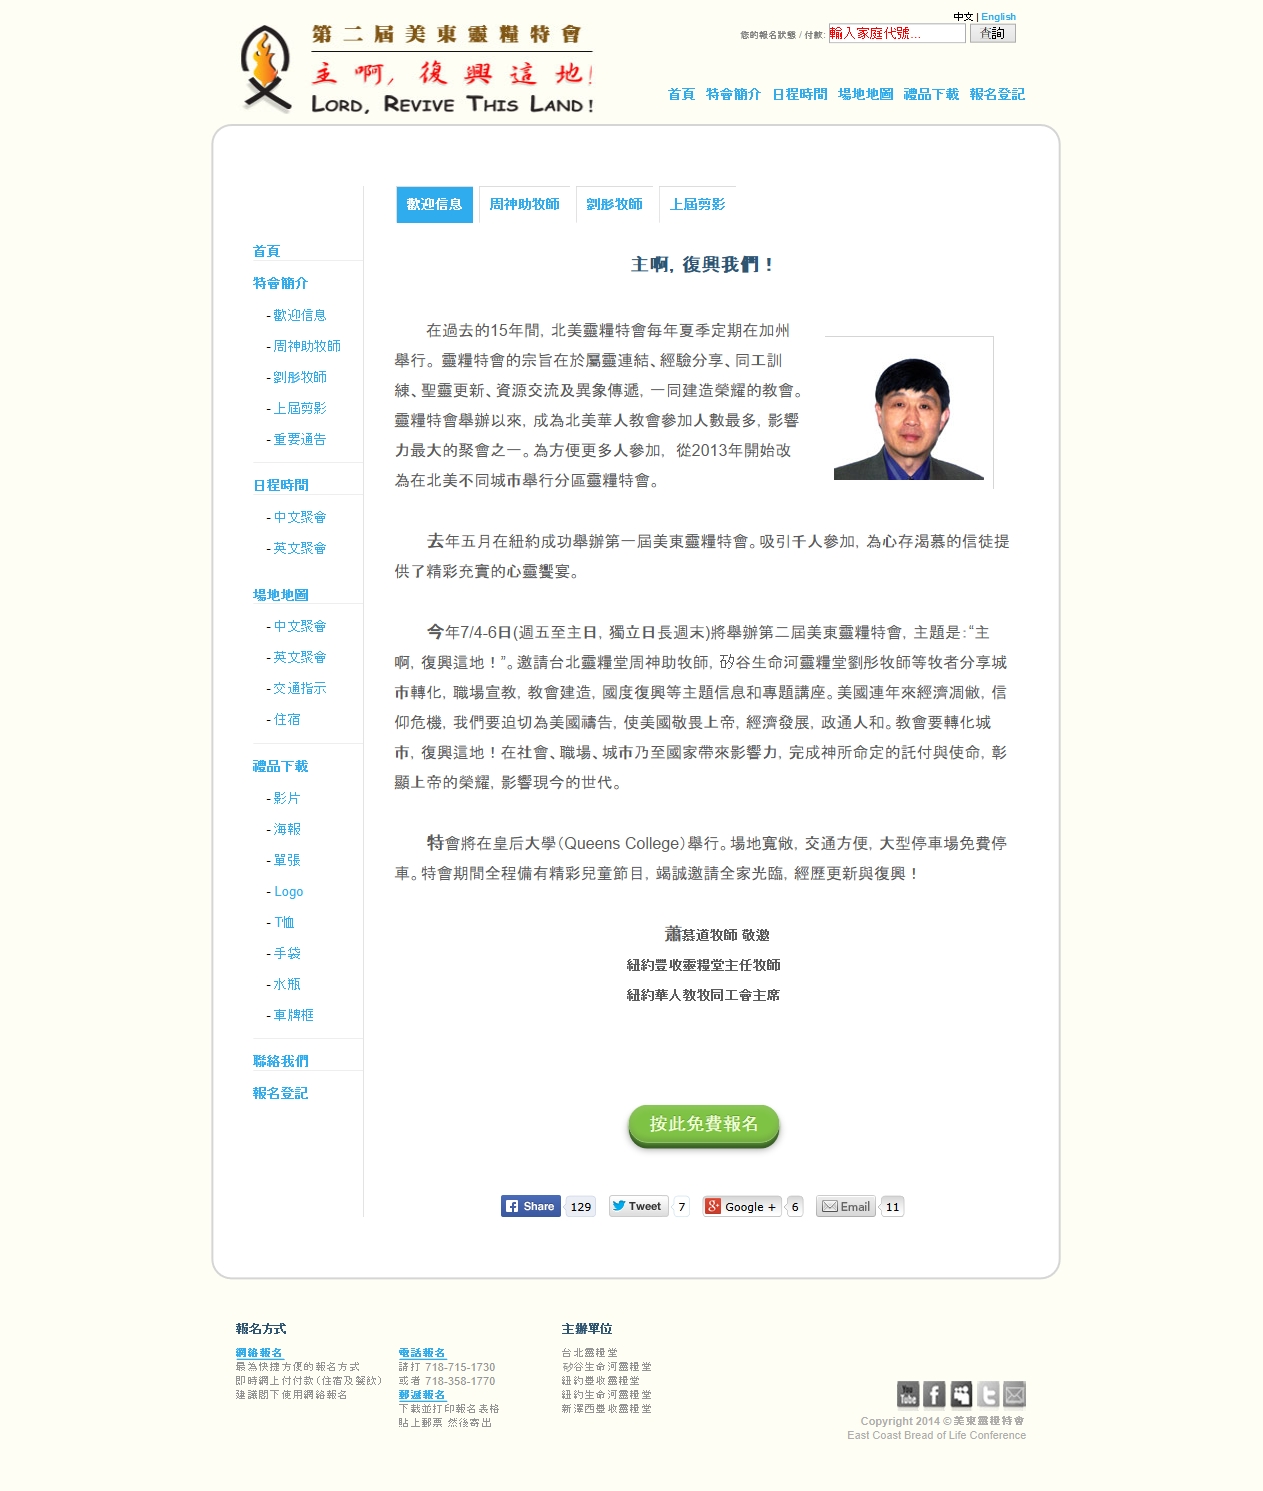 中文 | English
第二屆美東靈糧特會
您的報名狀態 / 付款: 輸入家庭代號... 查詢
主啊, 復興這地!
LORD, REVIVE THIS LAND!
首頁 特會簡介 日程時間 場地地圖 禮品下載 報名登記
歡迎信息 周神助牧師 劉彤牧師 上屆剪影
首頁
特會簡介
- 歡迎信息
- 周神助牧師
- 劉彤牧師
- 上屆剪影
- 重要通告
日程時間
- 中文聚會
- 英文聚會
場地地圖
- 中文聚會
- 英文聚會
- 交通指示
- 住宿
禮品下載
- 影片
- 海報
- 單張
- Logo
- T恤
- 手袋
- 水瓶
- 車牌框
聯絡我們
報名登記
主啊, 復興我們！
在過去的15年間, 北美靈糧特會每年夏季定期在加州
舉行。靈糧特會的宗旨在於屬靈連結、經驗分享、同工訓
練、聖靈更新、資源交流及異象傳遞, 一同建造榮耀的教會。
靈糧特會舉辦以來, 成為北美華人教會參加人數最多, 影響
力最大的聚會之一。為方便更多人參加, 從2013年開始改
為在北美不同城市舉行分區靈糧特會。
去年五月在紐約成功舉辦第一屆美東靈糧特會。吸引千人參加, 為心存渴慕的信徒提
供了精彩充實的心靈饗宴。
今年7/4-6日(週五至主日, 獨立日長週末)將舉辦第二屆美東靈糧特會, 主題是:“主
啊, 復興這地！”。邀請台北靈糧堂周神助牧師, 矽谷生命河靈糧堂劉彤牧師等牧者分享城
市轉化, 職場宣教, 教會建造, 國度復興等主題信息和專題講座。美國連年來經濟凋敝, 信
仰危機, 我們要迫切為美國禱告, 使美國敬畏上帝, 經濟發展, 政通人和。教會要轉化城
市, 復興這地！在社會、職場、城市乃至國家帶來影響力, 完成神所命定的託付與使命, 彰
顯上帝的榮耀, 影響現今的世代。
特會將在皇后大學（Queens College）舉行。場地寬敞, 交通方便, 大型停車場免費停
車。特會期間全程備有精彩兒童節目, 竭誠邀請全家光臨, 經歷更新與復興！
蕭慕道牧師 敬邀
紐約豐收靈糧堂主任牧師
紐約華人教牧同工會主席
按此免費報名
Share 129 Tweet 7 Google + 6 Email 11
報名方式
網絡報名
最為快捷方便的報名方式
即時網上付付款（住宿及餐飲）
建議閣下使用網絡報名
電話報名
請打 718-715-1730
或者 718-358-1770
郵遞報名
下載並打印報名表格
貼上郵票 然後寄出
主辦單位
台北靈糧堂
矽谷生命河靈糧堂
紐約豐收靈糧堂
紐約生命河靈糧堂
新澤西豐收靈糧堂
You Tube
Copyright 2014 © 美東靈糧特會
East Coast Bread of Life Conference